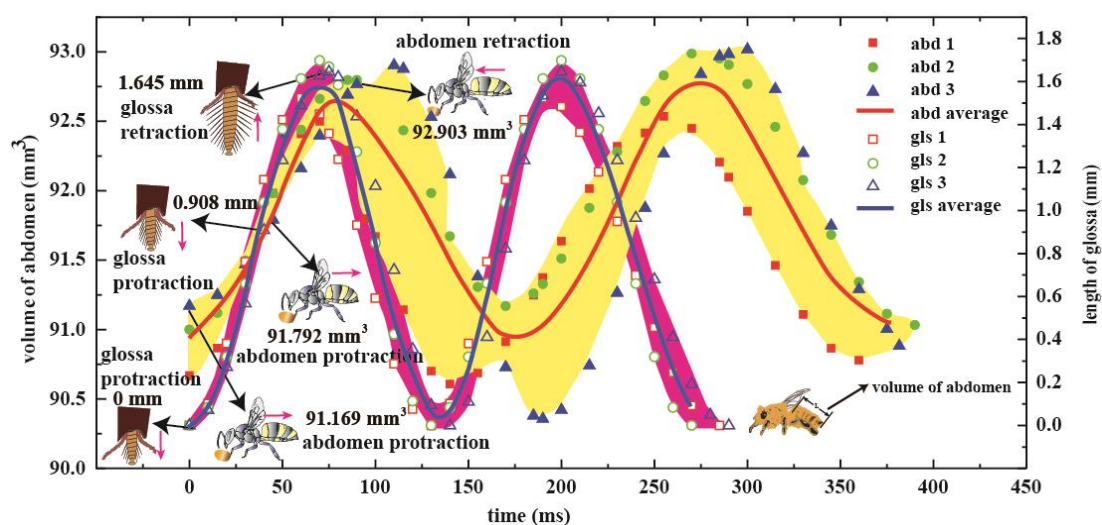 93.0
92.5
92.0
91.5
91.0
90.5
90.0
volume of abdomen (mm³)
0
50
100
150
200
250
300
350
400
450
time (ms)
1.8
1.6
1.4
1.2
1.0
0.8
0.6
0.4
0.2
0.0
length of glossa (mm)
abd 1
abd 2
abd 3
abd average
gls 1
gls 2
gls 3
gls average
1.645 mm
glossa
retraction
abdomen retraction
92.903 mm³
0.908 mm
glossa
protraction
91.792 mm³
abdomen protraction
glossa
protraction
0 mm
91.169 mm³
abdomen protraction
volume of abdomen